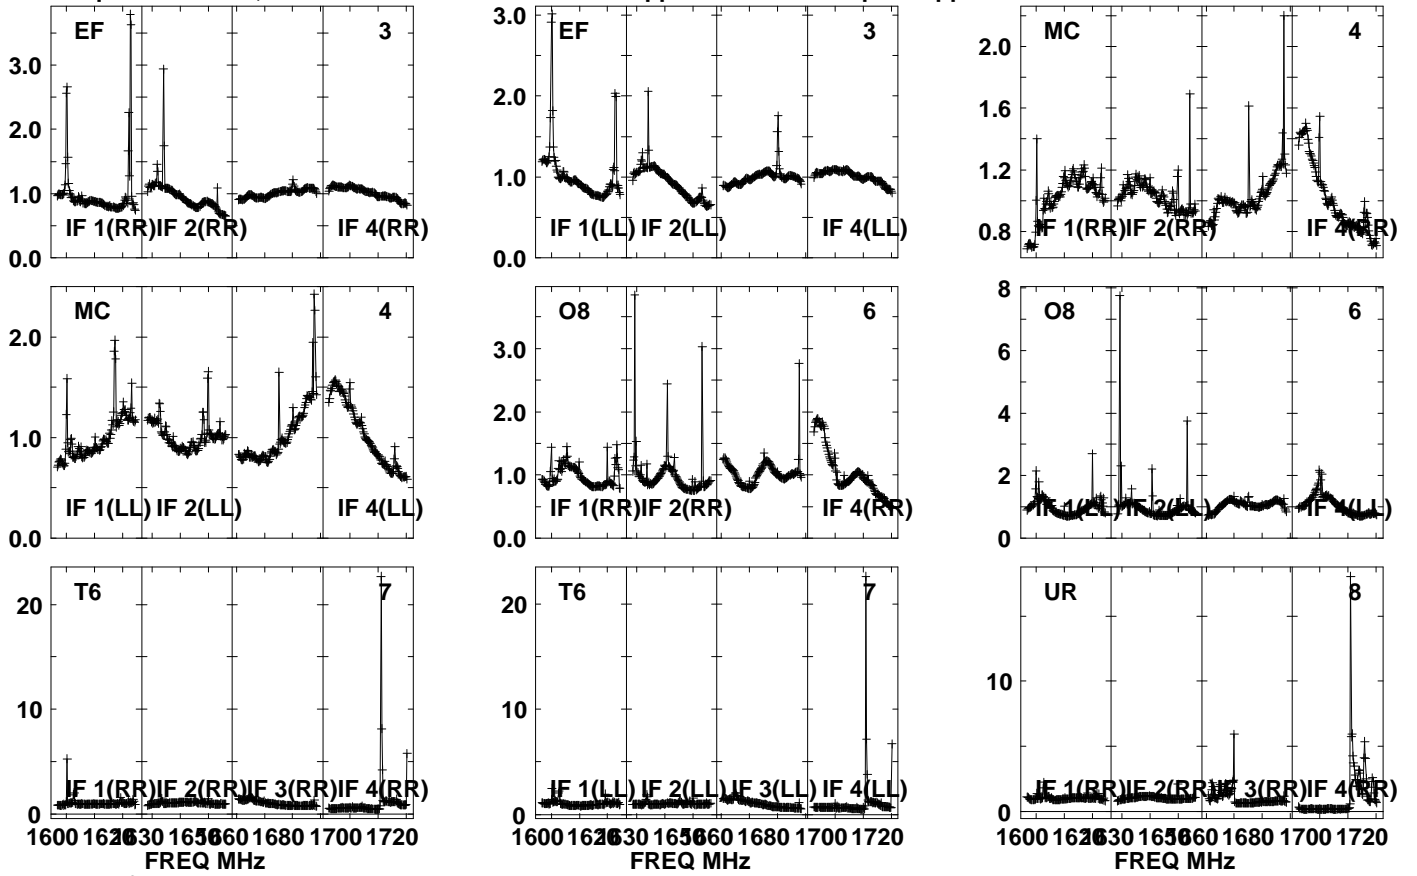 EF 3
3.0
2.0
1.0
0.0
IF 1(RR) IF 2(RR) IF 4(RR)
EF 3
3.0
2.0
1.0
0.0
IF 1(LL) IF 2(LL) IF 4(LL)
MC 4
2.0
1.6
1.2
0.8
IF 1(RR) IF 2(RR) IF 4(RR)
MC 4
2.0
1.0
0.0
IF 1(LL) IF 2(LL) IF 4(LL)
O8 6
3.0
2.0
1.0
0.0
IF 1(RR) IF 2(RR) IF 4(RR)
O8 6
8
6
4
2
0
IF 1(LL) IF 2(LL) IF 4(LL)
T6 7
20
10
0
IF 1(RR) IF 2(RR) IF 3(RR) IF 4(RR)
1600 1620 1630 1650 1660 1680 1700 1720
FREQ MHz
T6 7
20
10
0
IF 1(LL) IF 2(LL) IF 3(LL) IF 4(LL)
1600 1620 1630 1650 1660 1680 1700 1720
FREQ MHz
UR 8
10
0
IF 1(RR) IF 2(RR) IF 3(RR) IF 4(RR)
1600 1620 1630 1650 1660 1680 1700 1720
FREQ MHz